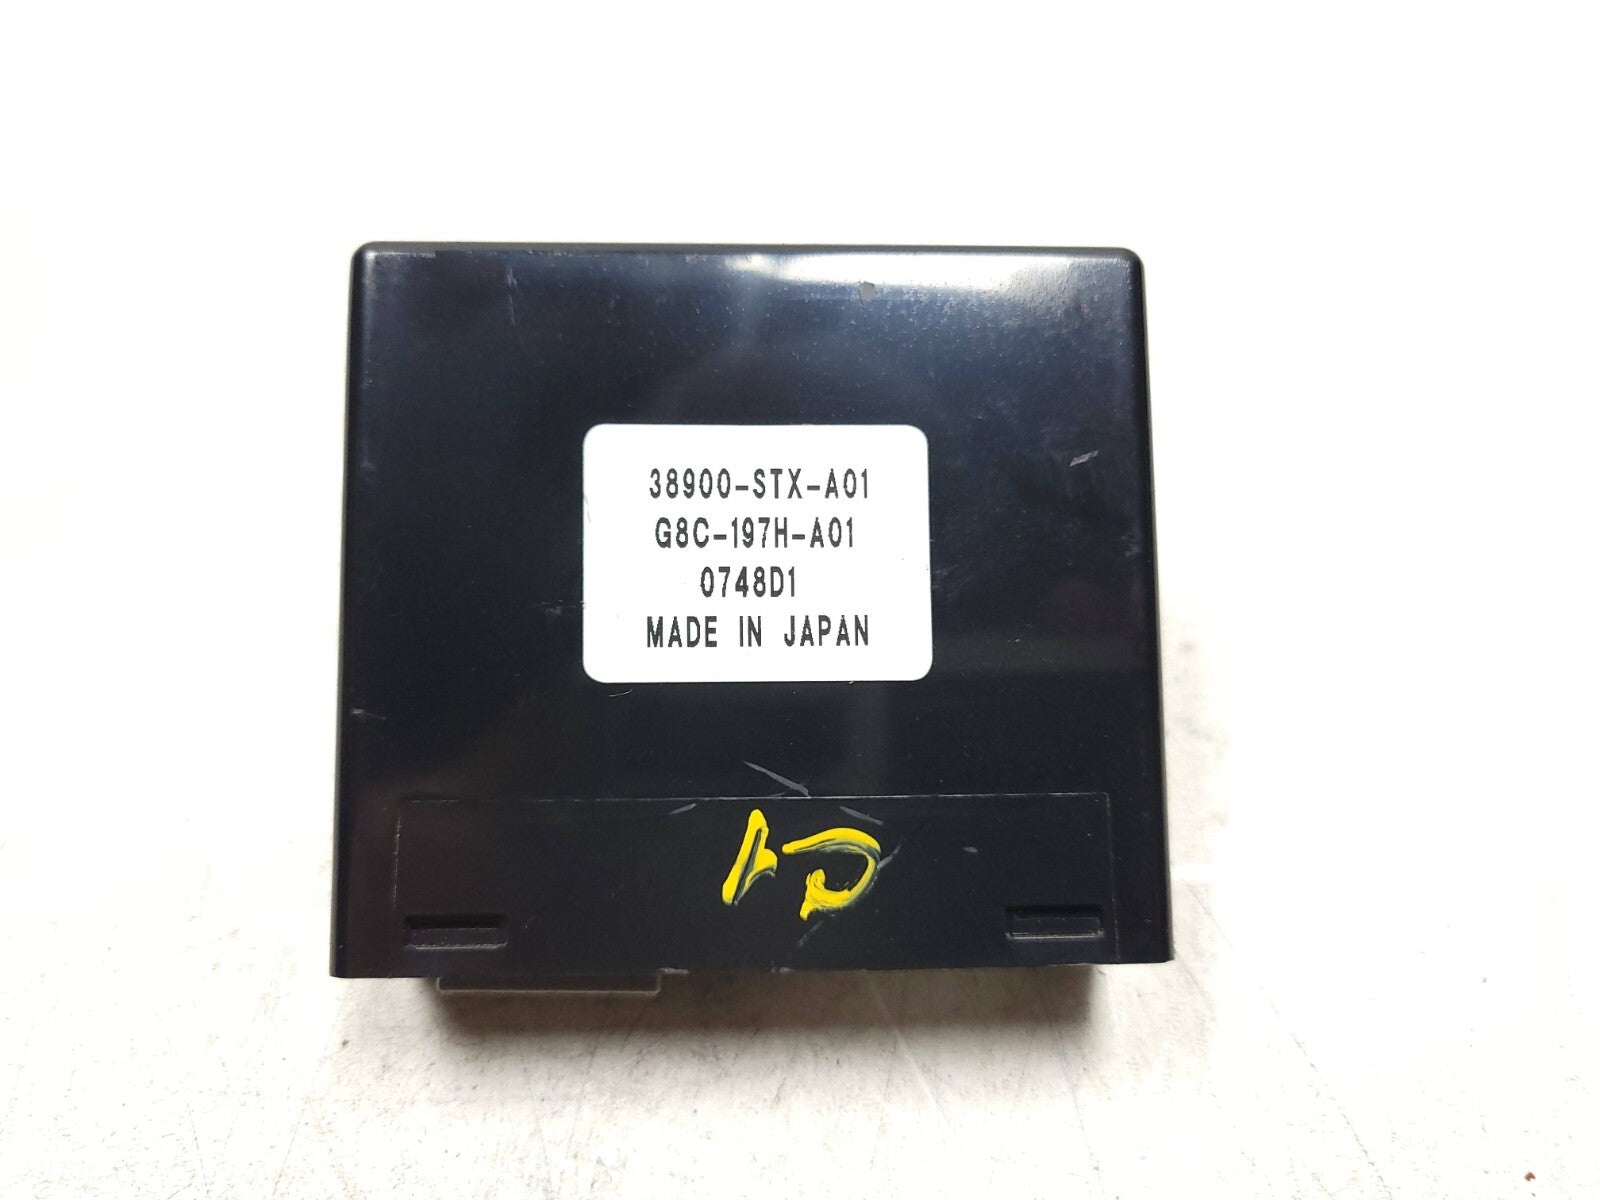 38900-STX-A01
G8C-197H-A01
0748D1
MADE IN JAPAN